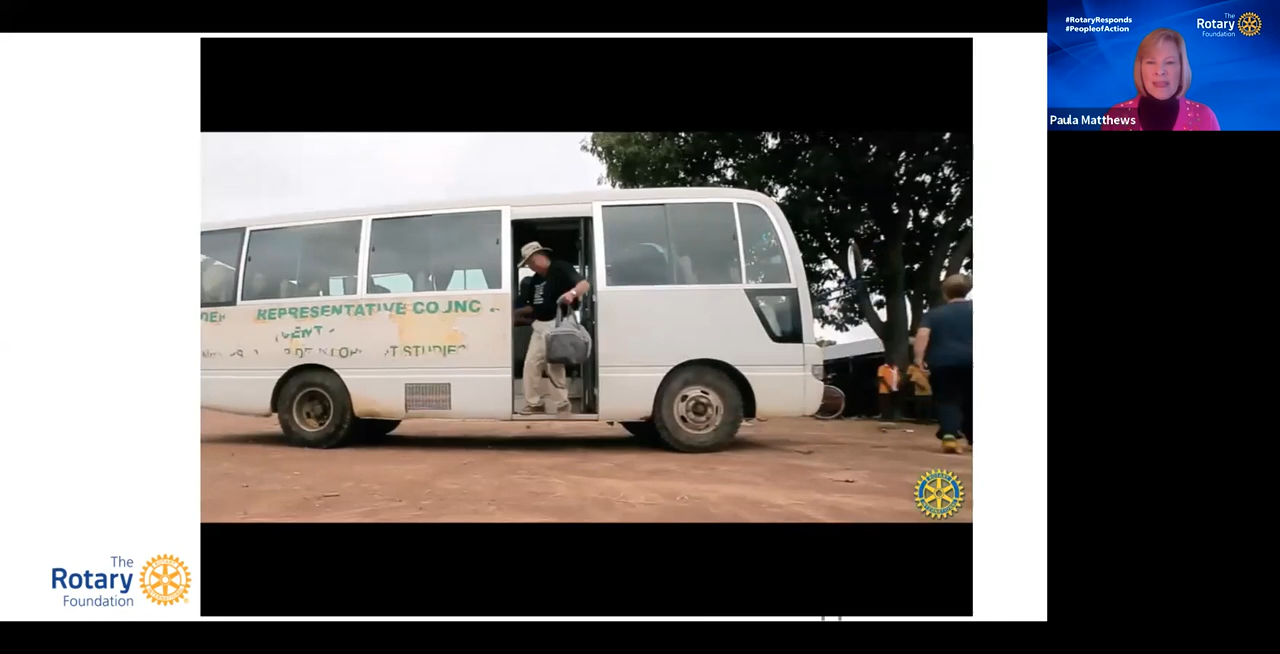 #RotaryResponds
#PeopleofAction
The
Rotary
Foundation
Paula Matthews
REPRESENTATIVE CO.INC
The
Rotary
Foundation